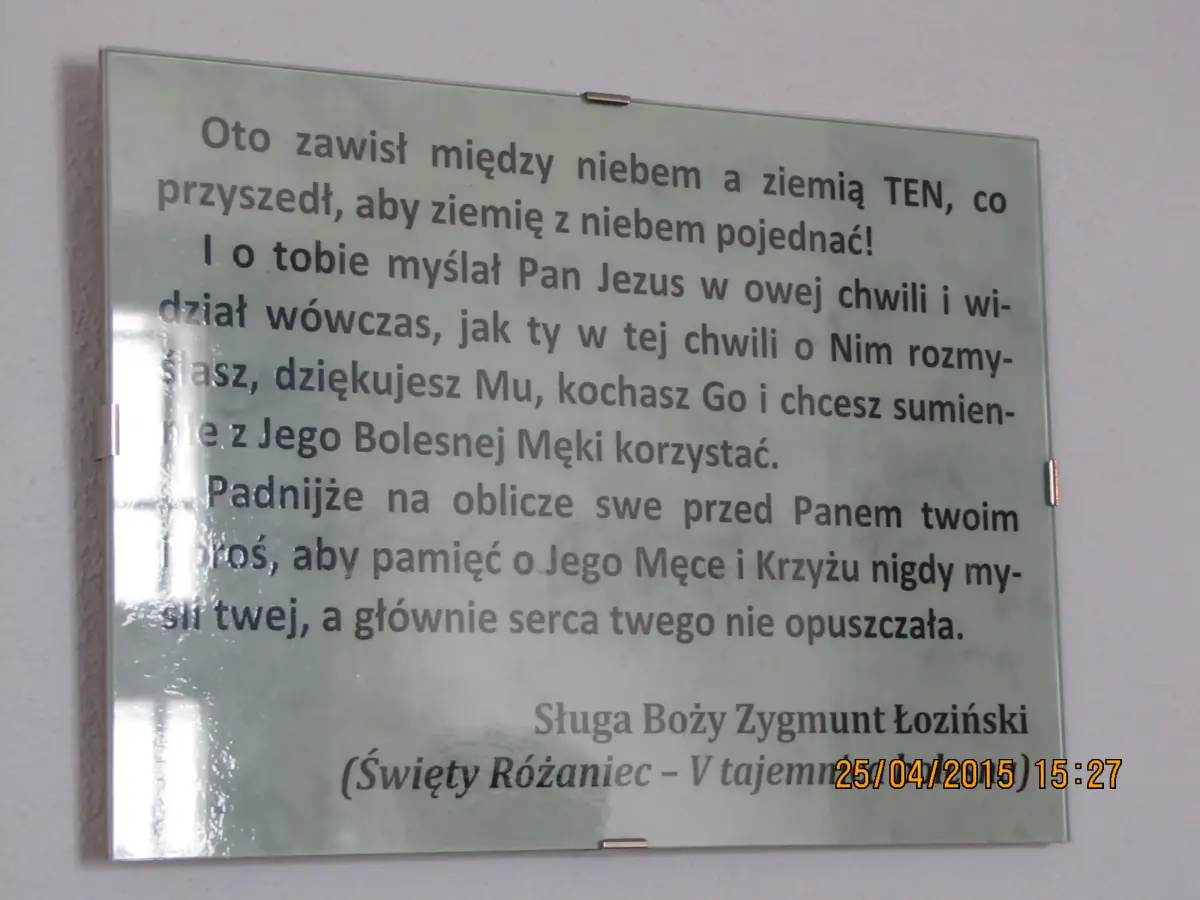 Oto zawisł między niebem a ziemią TEN, co
przyszedł, aby ziemię z niebem pojednać!
I o tobie myślał Pan Jezus w owej chwili i wi-
dział wówczas, jak ty w tej chwili o Nim rozmy-
ślasz, dziękujesz Mu, kochasz Go i chcesz sumien-
nie z Jego Bolesnej Męki korzystać.
Padnijże na oblicze swe przed Panem twoim
i proś, aby pamięć o Jego Męce i Krzyżu nigdy my-
śli twej, a głównie serca twego nie opuszczała.
Sługa Boży Zygmunt Łoziński
(Święty Różaniec – V
25/04/2015 15:27